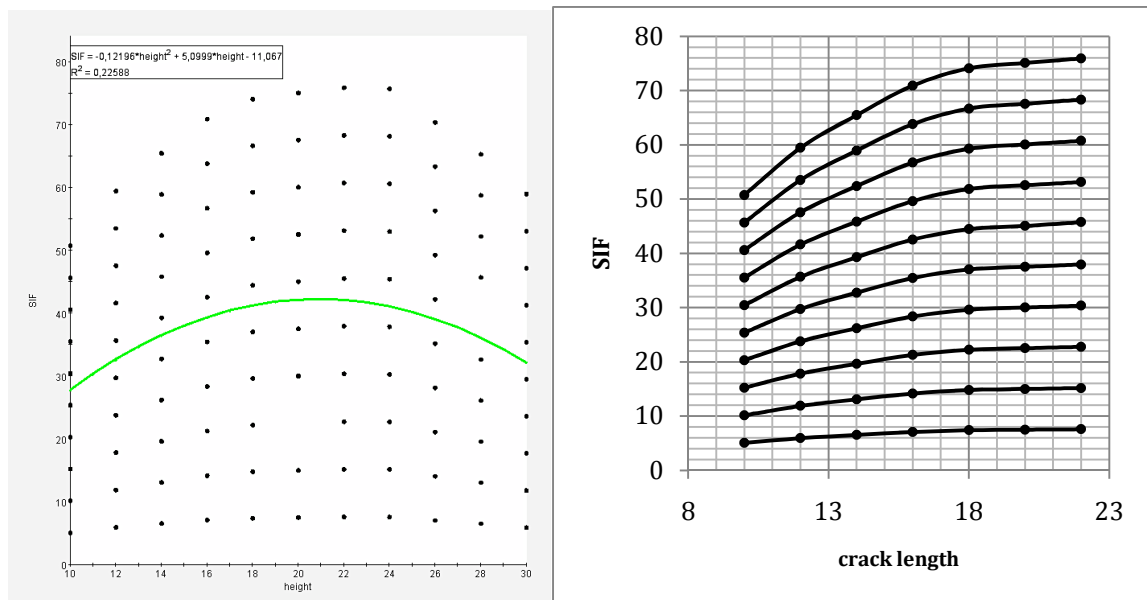 SIF = -0,12196*height² + 5,0999*height - 11,067
R² = 0,22588
80
70
60
50
40
30
20
10
0
SIF
10 12 14 16 18 20 22 24 26 28 30
height
80
70
60
50
40
30
20
10
0
SIF
8 13 18 23
crack length